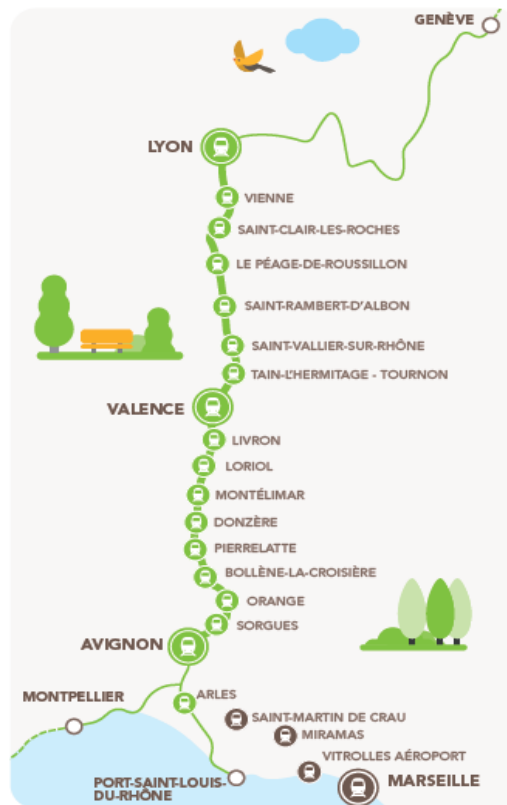 GENÈVE
LYON
VIENNE
SAINT-CLAIR-LES-ROCHES
LE PÉAGE-DE-ROUSSILLON
SAINT-RAMBERT-D'ALBON
SAINT-VALLIER-SUR-RHÔNE
TAIN-L'HERMITAGE - TOURNON
VALENCE
LIVRON
LORIOL
MONTÉLIMAR
DONZÈRE
PIERRELATTE
BOLLÈNE-LA-CROISIÈRE
ORANGE
SORGUES
AVIGNON
MONTPELLIER
ARLES
SAINT-MARTIN DE CRAU
MIRAMAS
VITROLLES AÉROPORT
PORT-SAINT-LOUIS-
DU-RHÔNE
MARSEILLE